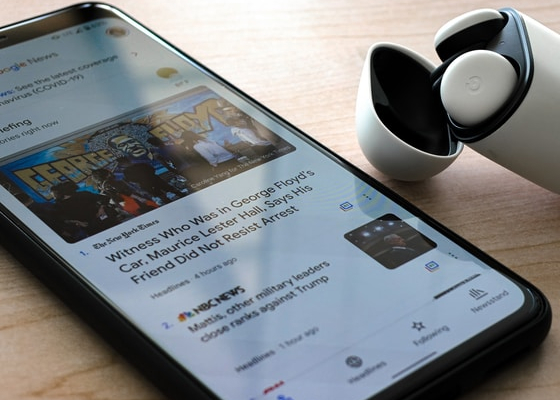 Google News
ws: See the latest coverage
navirus (COVID-19)
iefing
tories right now
GEORGE FLOYD
The New York Times
1. Witness Who Was in George Floyd's
Car, Maurice Lester Hall, Says His
Friend Did Not Resist Arrest
Headlines 4 hours ago
2. NBC NEWS
Mattis, other military leaders
close ranks against Trump
Headlines 1 hour ago
Headlines
Following
Newsstand